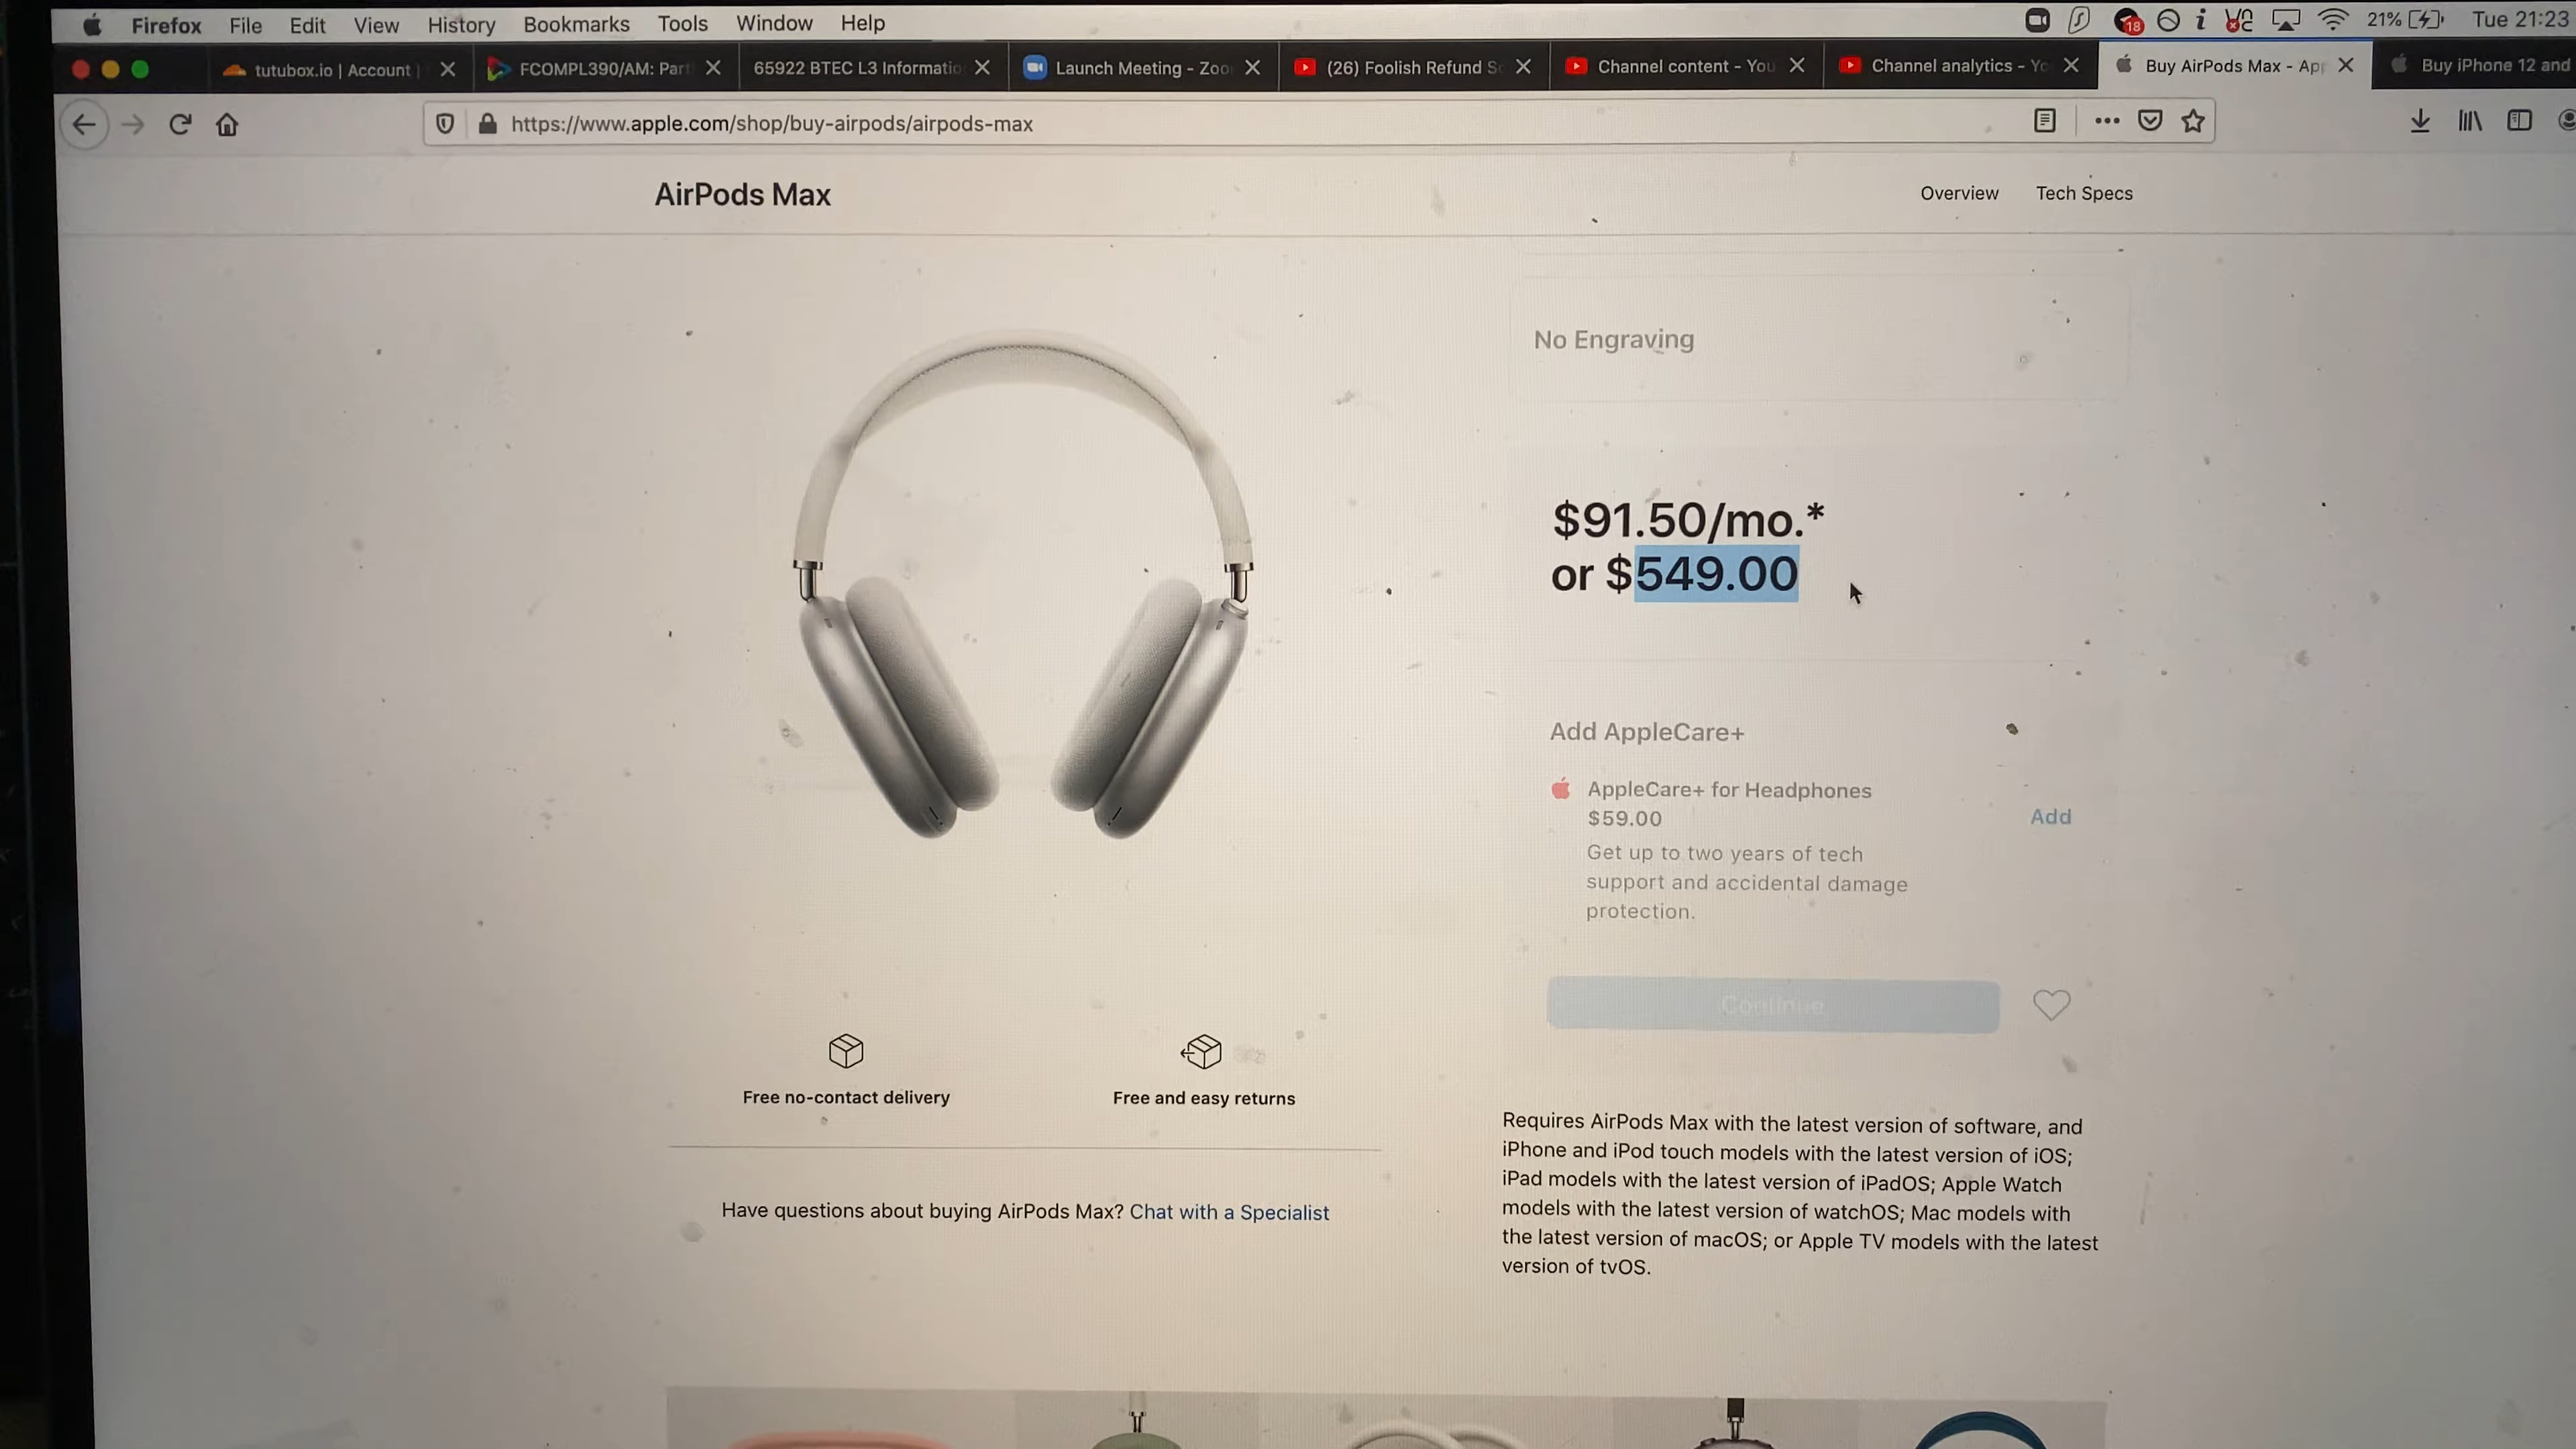 Firefox File Edit View History Bookmarks Tools Window Help
18 21% Tue 21:23
tutubox.io | Account |
FCOMPL390/AM: Part
65922 BTEC L3 Informatio
Launch Meeting - Zoo
(26) Foolish Refund Sc
Channel content - You
Channel analytics - Yo
Buy AirPods Max - App
Buy iPhone 12 and
https://www.apple.com/shop/buy-airpods/airpods-max
AirPods Max
Overview
Tech Specs
No Engraving
$91.50/mo.*
or $549.00
Add AppleCare+
AppleCare+ for Headphones
$59.00
Add
Get up to two years of tech
support and accidental damage
protection.
Continue
Free no-contact delivery
Free and easy returns
Have questions about buying AirPods Max? Chat with a Specialist
Requires AirPods Max with the latest version of software, and
iPhone and iPod touch models with the latest version of iOS;
iPad models with the latest version of iPadOS; Apple Watch
models with the latest version of watchOS; Mac models with
the latest version of macOS; or Apple TV models with the latest
version of tvOS.